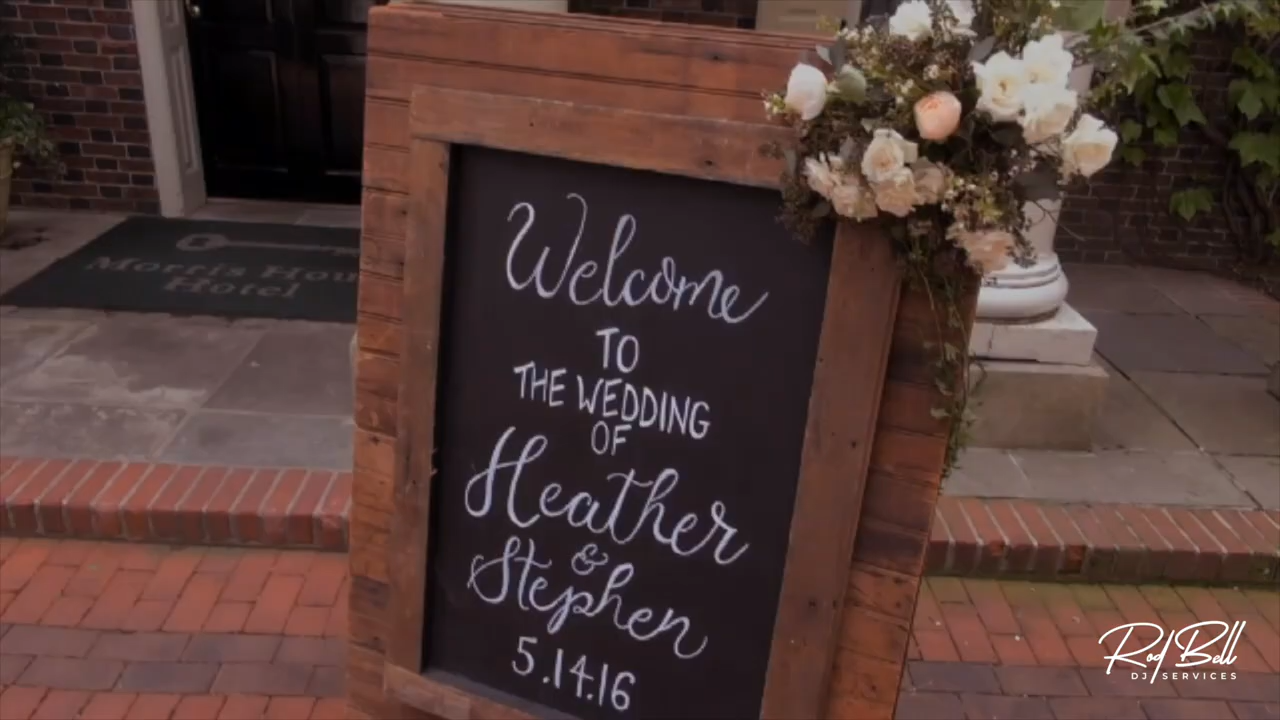 Morris House
Hotel
Welcome
TO
THE WEDDING
OF
Heather
&
Stephen
5.14.16
Rod Bell
DJ SERVICES